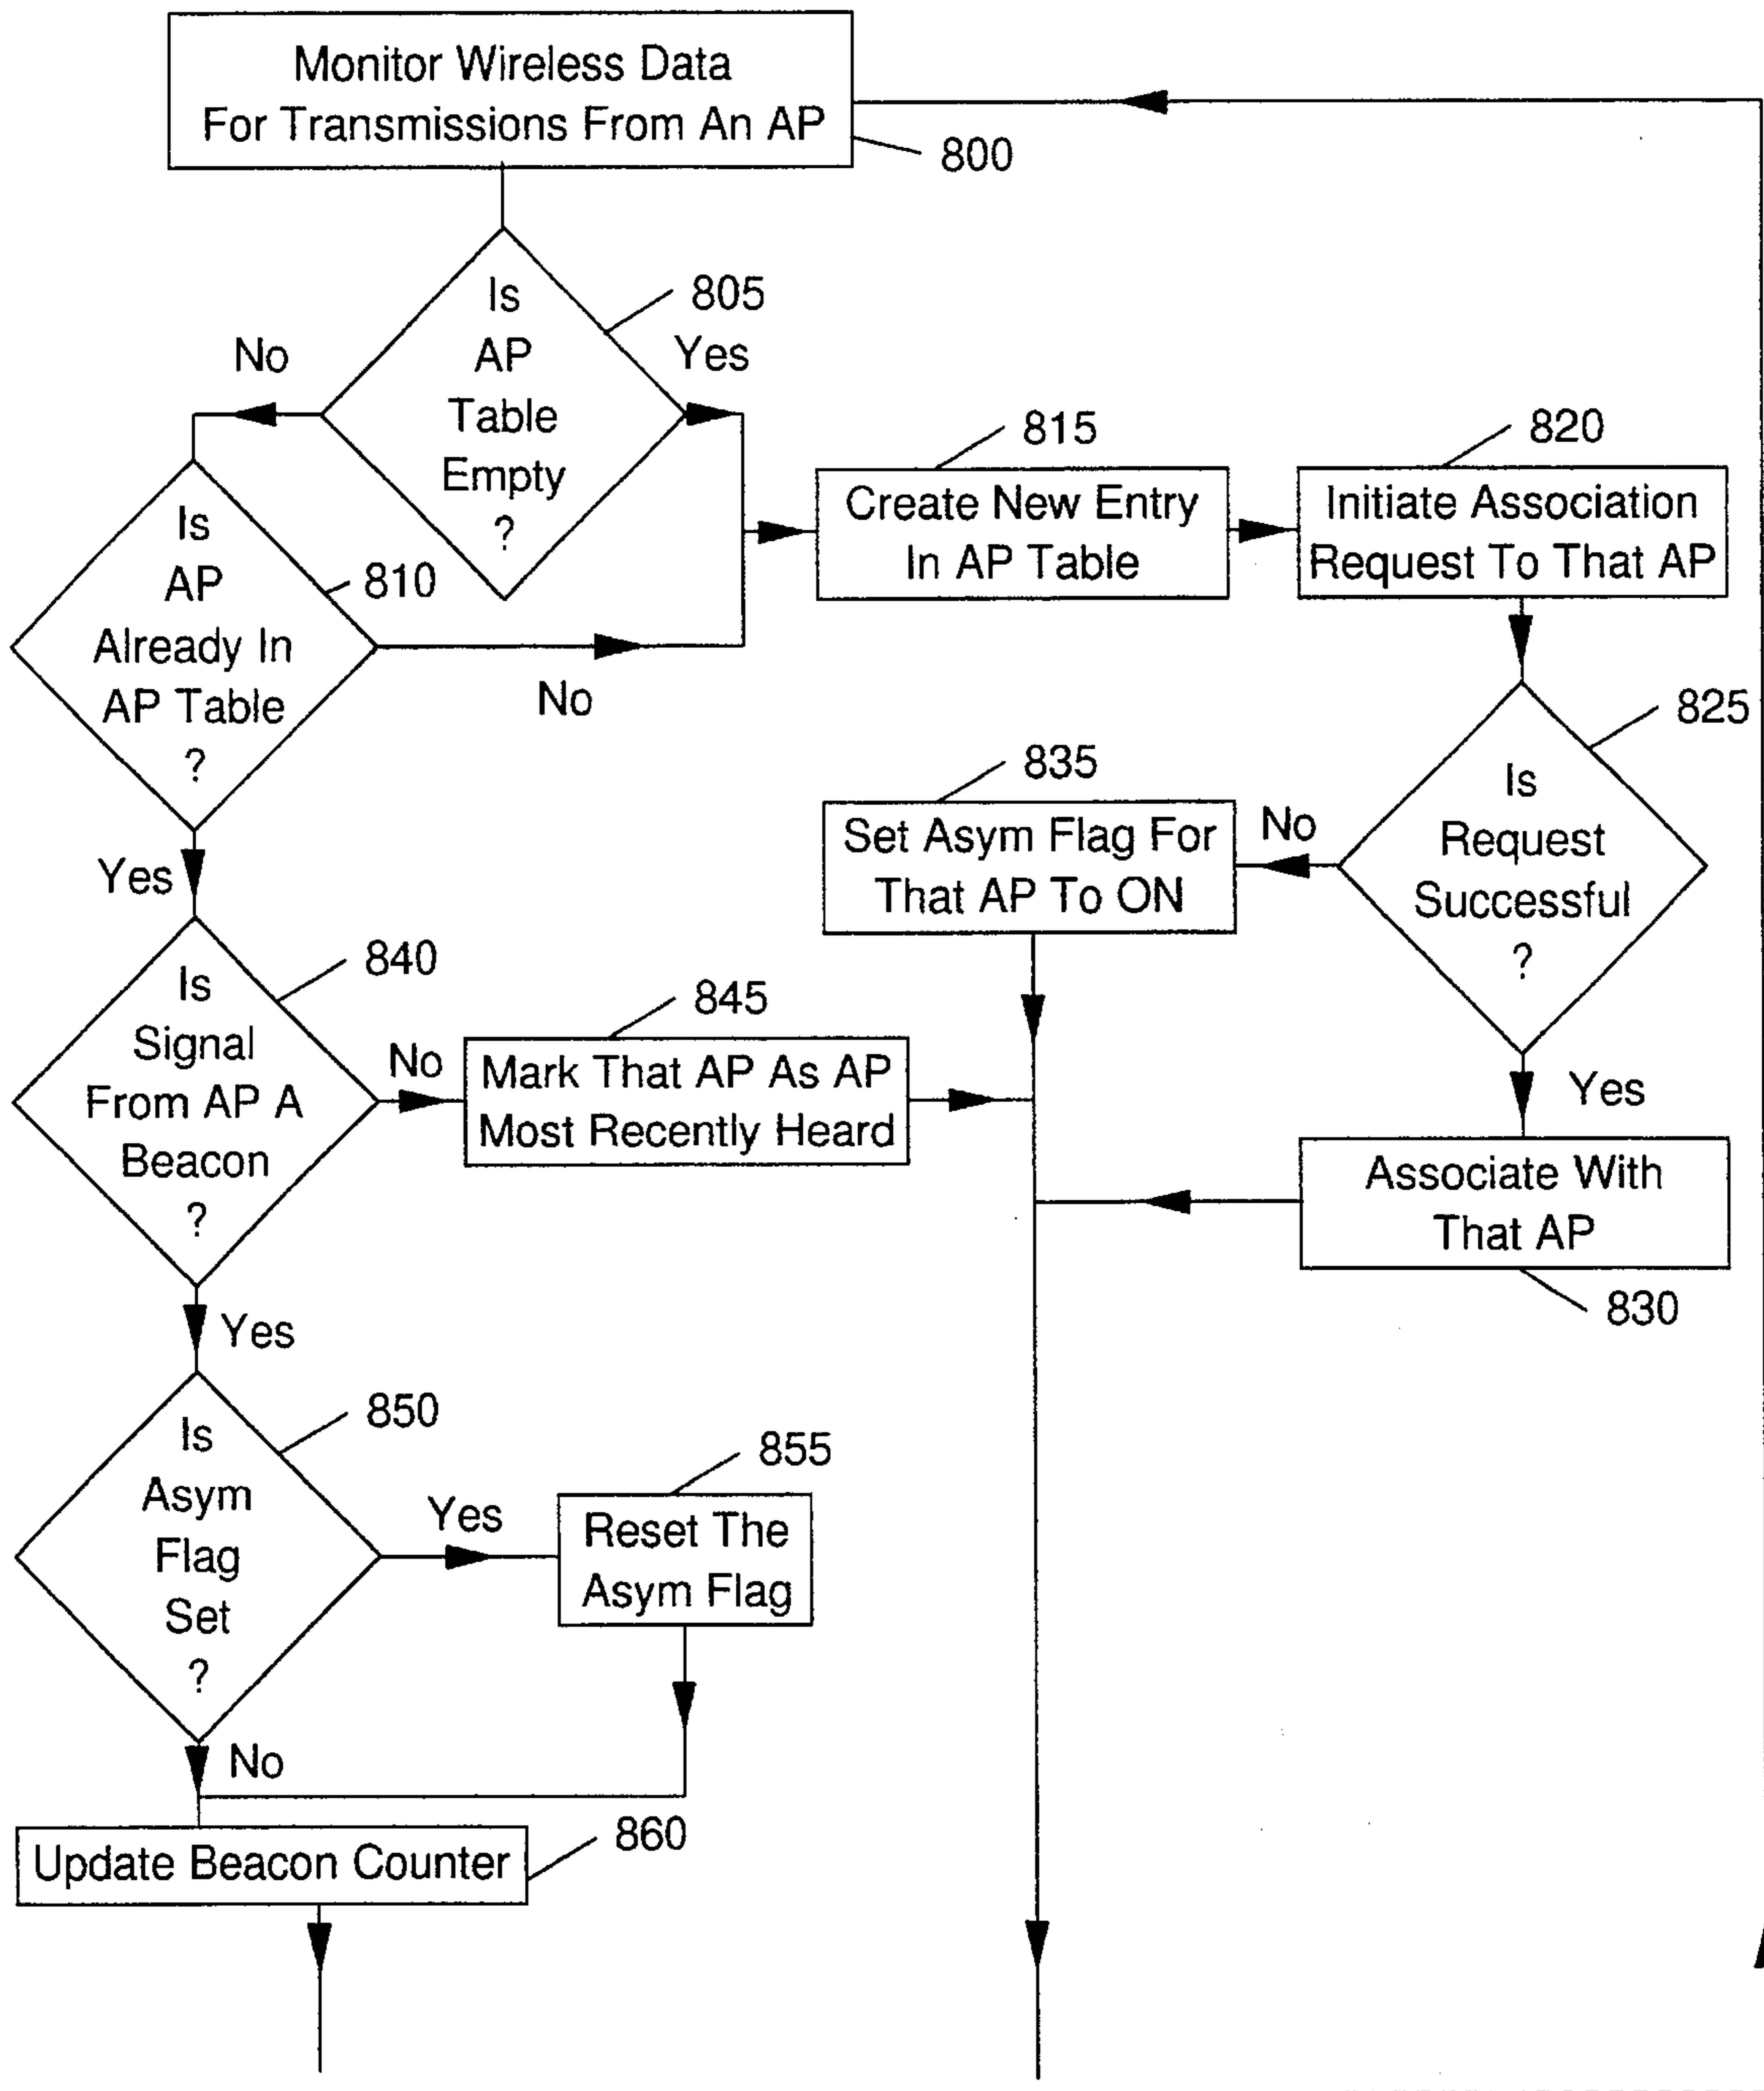 Monitor Wireless Data
For Transmissions From An AP
800
Is
AP
Table
Empty
?
805
No
Yes
Is
AP
Already In
AP Table
?
810
No
Yes
815
Create New Entry
In AP Table
820
Initiate Association
Request To That AP
825
Is
Request
Successful
?
No
Yes
835
Set Asym Flag For
That AP To ON
Associate With
That AP
830
840
Is
Signal
From AP A
Beacon
?
No
Yes
845
Mark That AP As AP
Most Recently Heard
850
Is
Asym
Flag
Set
?
Yes
No
855
Reset The
Asym Flag
Update Beacon Counter
860